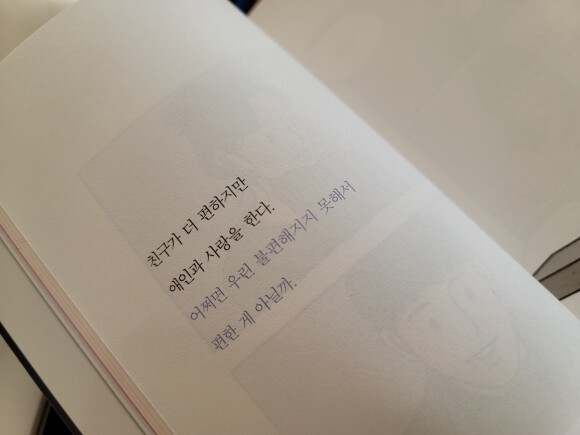 친구가 더 편하지만
애인과 사랑을 한다.
어쩌면 우린 불편해지지 못해서
편한 게 아닐까.